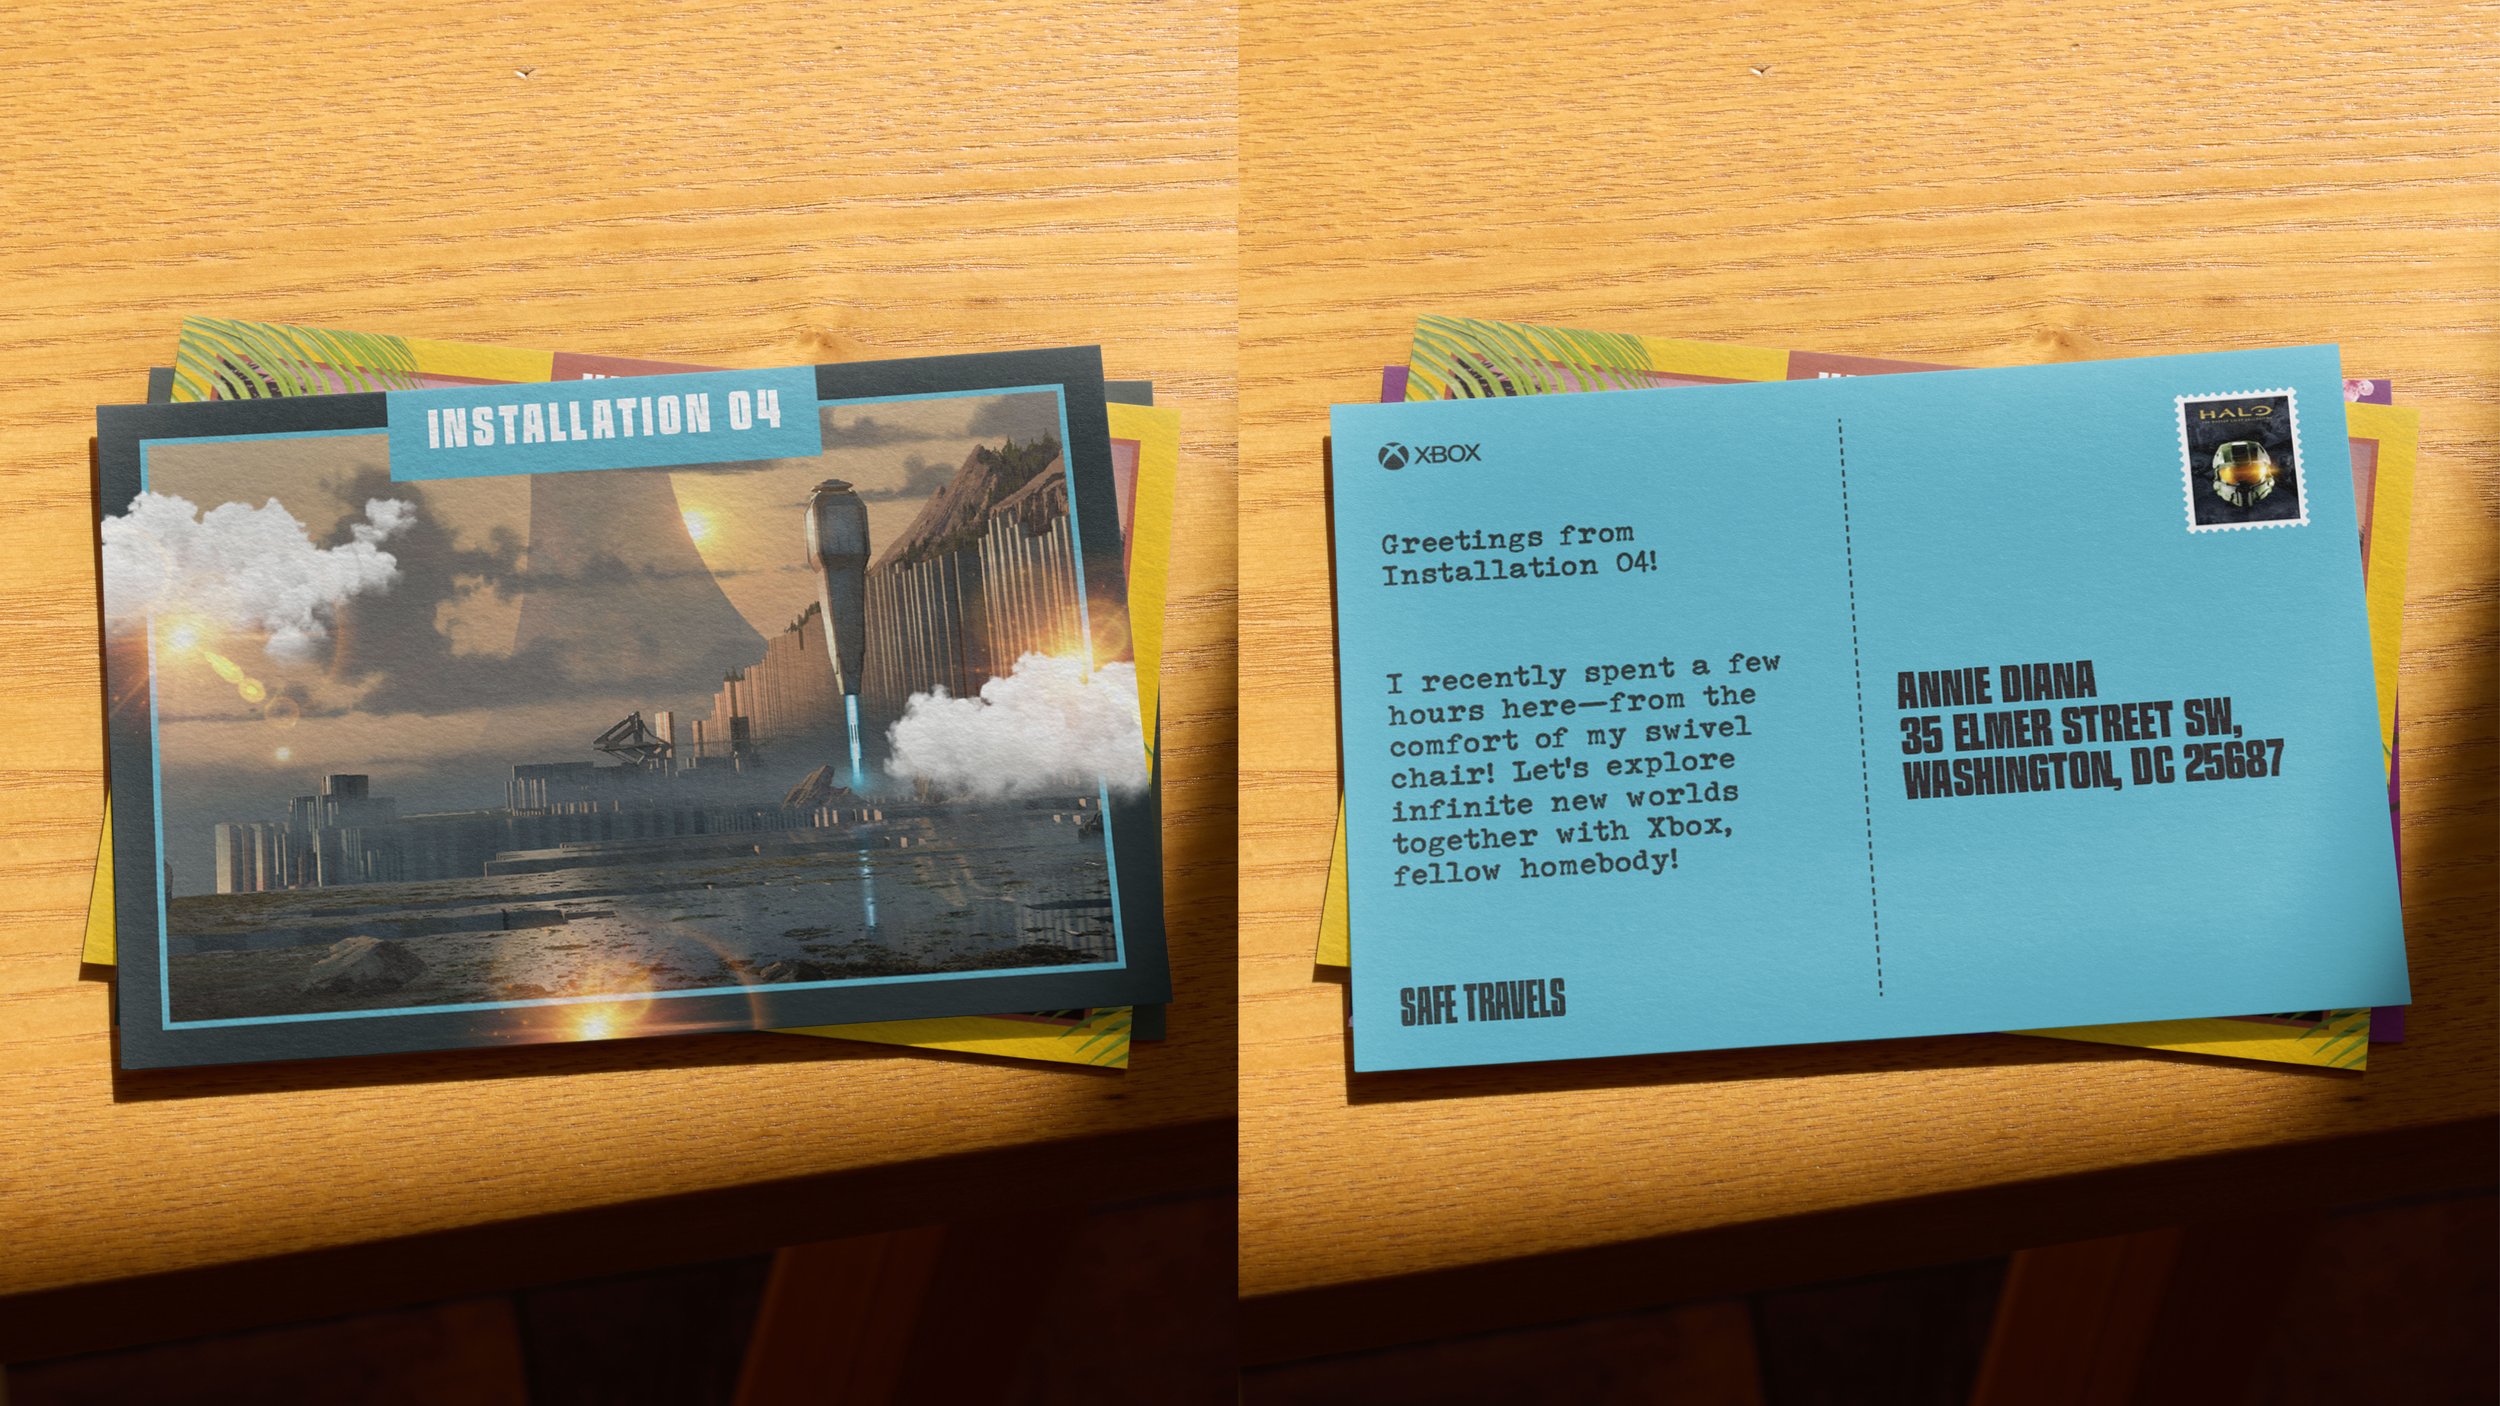 INSTALLATION 04
XBOX
HALO
Greetings from
Installation 04!
I recently spent a few
hours here—from the
comfort of my swivel
chair! Let's explore
infinite new worlds
together with Xbox,
fellow homebody!
SAFE TRAVELS
ANNIE DIANA
35 ELMER STREET SW,
WASHINGTON, DC 25687